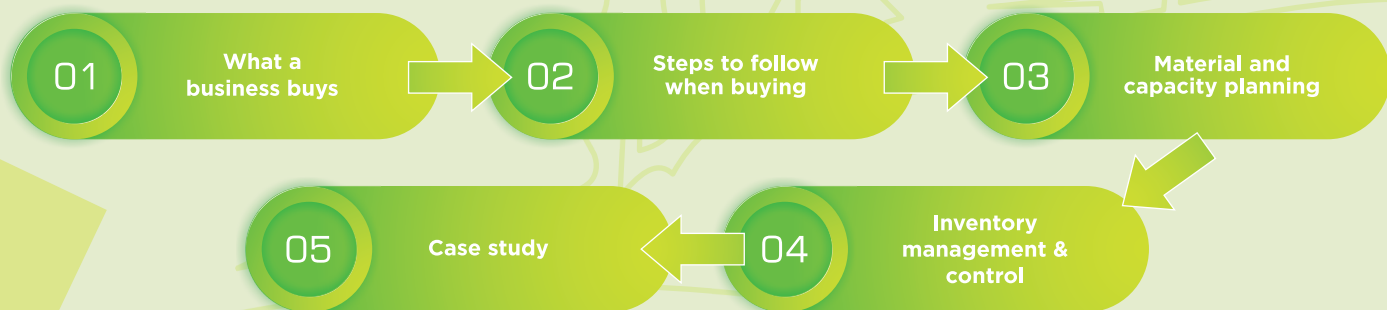 01
What a
business buys
02
Steps to follow
when buying
03
Material and
capacity planning
04
Inventory
management &
control
05
Case study